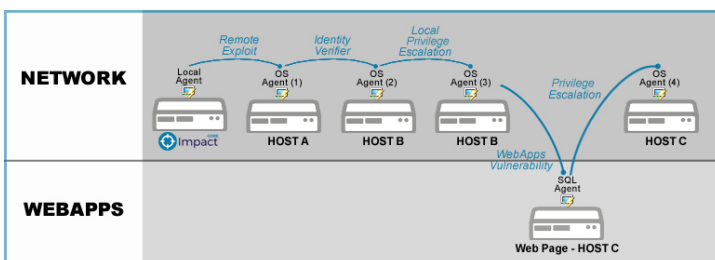 Remote
Exploit
Identity
Verifier
Local
Privilege
Escalation
NETWORK
Local
Agent
OS
Agent (1)
OS
Agent (2)
OS
Agent (3)
Privilege
Escalation
OS
Agent (4)
Impact
HOST A
HOST B
HOST B
HOST C
WebApps
Vulnerability
WEBAPPS
SQL
Agent
Web Page - HOST C